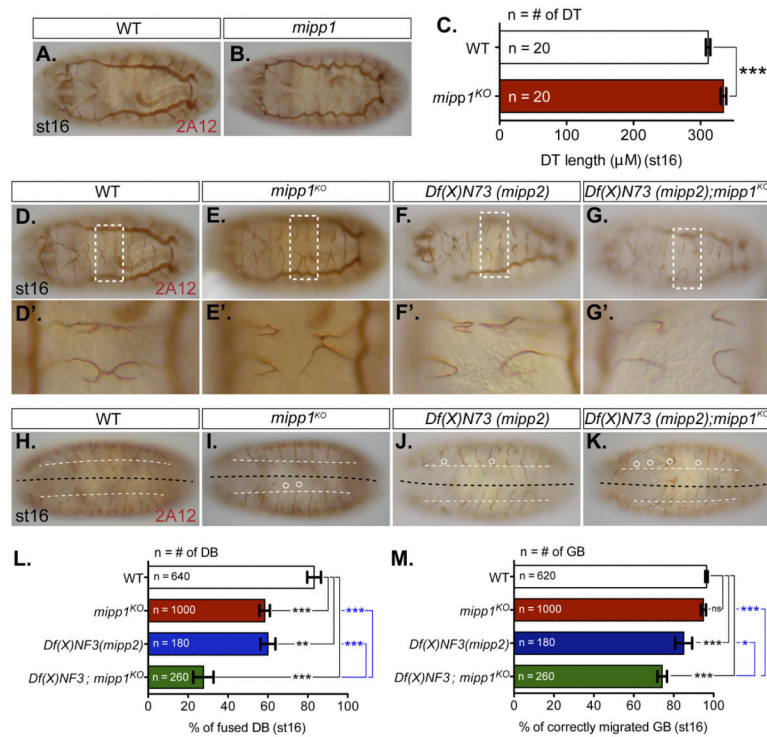 WT
mipp1
A.
B.
st16
2A12
C.
n = # of DT
WT
n = 20
mipp1KO
n = 20
***
0
100
200
300
DT length (µM) (st16)
WT
mipp1KO
Df(X)N73 (mipp2)
Df(X)N73 (mipp2);mipp1KO
D.
E.
F.
G.
st16
2A12
D'.
E'.
F'.
G'.
WT
mipp1KO
Df(X)N73 (mipp2)
Df(X)N73 (mipp2);mipp1KO
H.
I.
J.
K.
st16
2A12
L.
n = # of DB
WT
n = 640
mipp1KO
n = 1000
***
***
Df(X)NF3(mipp2)
n = 180
**
***
Df(X)NF3 ; mipp1KO
n = 260
***
0
20
40
60
80
100
% of fused DB (st16)
M.
n = # of GB
WT
n = 620
mipp1KO
n = 1000
ns
***
Df(X)NF3(mipp2)
n = 180
***
*
Df(X)NF3 ; mipp1KO
n = 260
***
0
20
40
60
80
100
% of correctly migrated GB (st16)